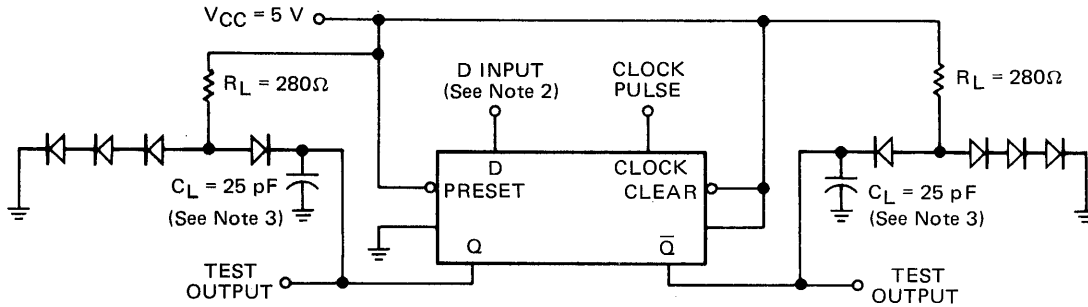 VCC = 5 V
D INPUT
(See Note 2)
CLOCK
PULSE
RL = 280Ω
RL = 280Ω
D
CLOCK
PRESET
CLEAR
CL = 25 pF
(See Note 3)
CL = 25 pF
(See Note 3)
Q
Q̅
TEST
OUTPUT
TEST
OUTPUT